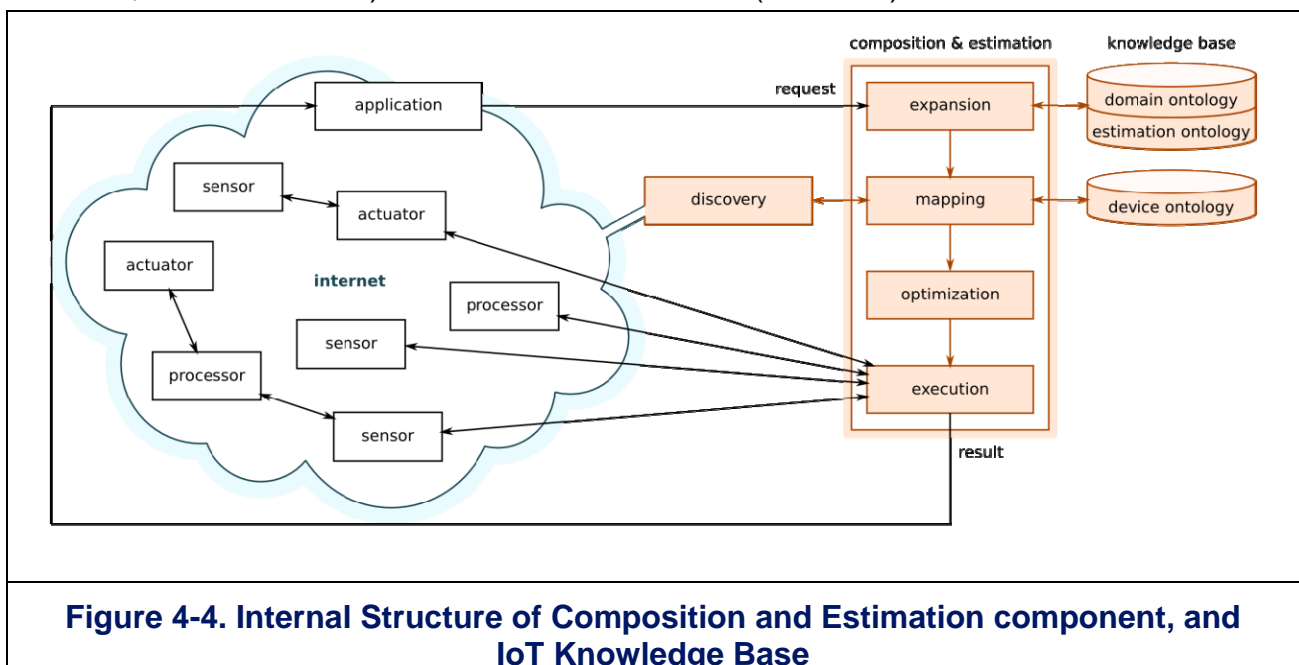 composition & estimation
knowledge base
request
application
expansion
domain ontology
estimation ontology
sensor
discovery
mapping
device ontology
actuator
actuator
internet
optimization
processor
sensor
processor
execution
sensor
result
Figure 4-4. Internal Structure of Composition and Estimation component, and
IoT Knowledge Base